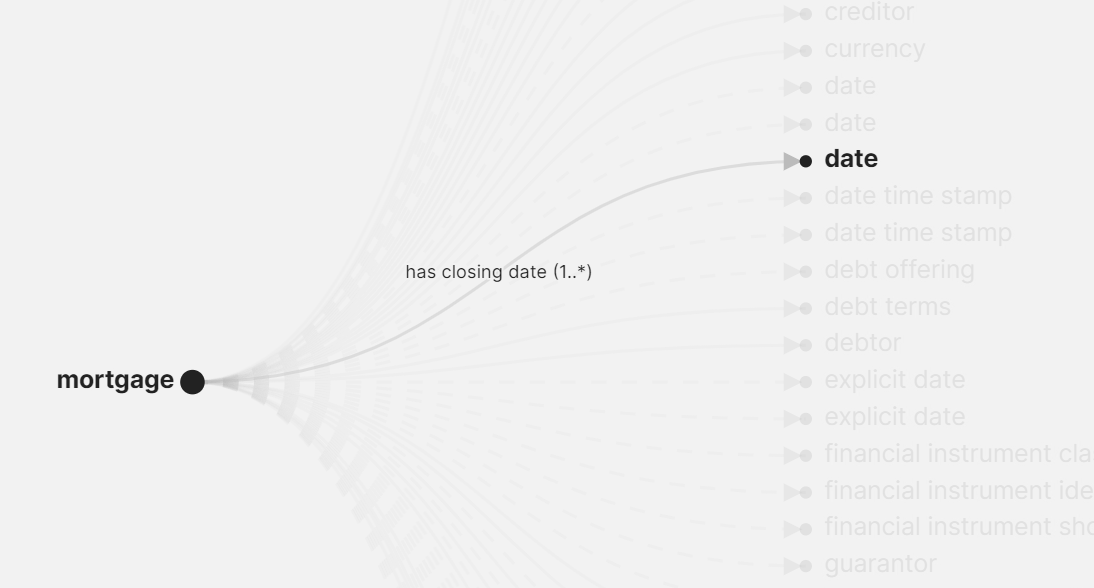 creditor
currency
date
date
date
date time stamp
date time stamp
debt offering
has closing date (1..*)
debt terms
debtor
mortgage
explicit date
explicit date
financial instrument cla
financial instrument ide
financial instrument sho
guarantor